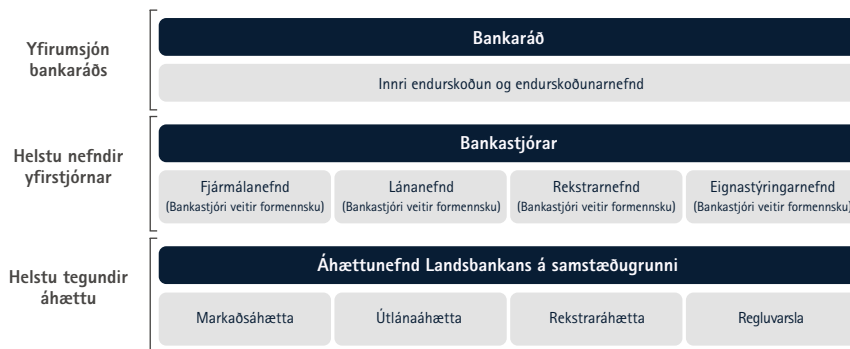 Yfirumsjón
bankaráðs
Bankaráð
Innri endurskoðun og endurskoðunarnefnd
Helstu nefndir
yfirstjórnar
Bankastjórar
Fjármálanefnd
(Bankastjóri veitir formennsku)
Lánanefnd
(Bankastjóri veitir formennsku)
Rekstrarnefnd
(Bankastjóri veitir formennsku)
Eignastýringarnefnd
(Bankastjóri veitir formennsku)
Helstu tegundir
áhættu
Áhættunefnd Landsbankans á samstæðugrunni
Markaðsáhætta
Útlánaáhætta
Rekstraráhætta
Regluvarsla